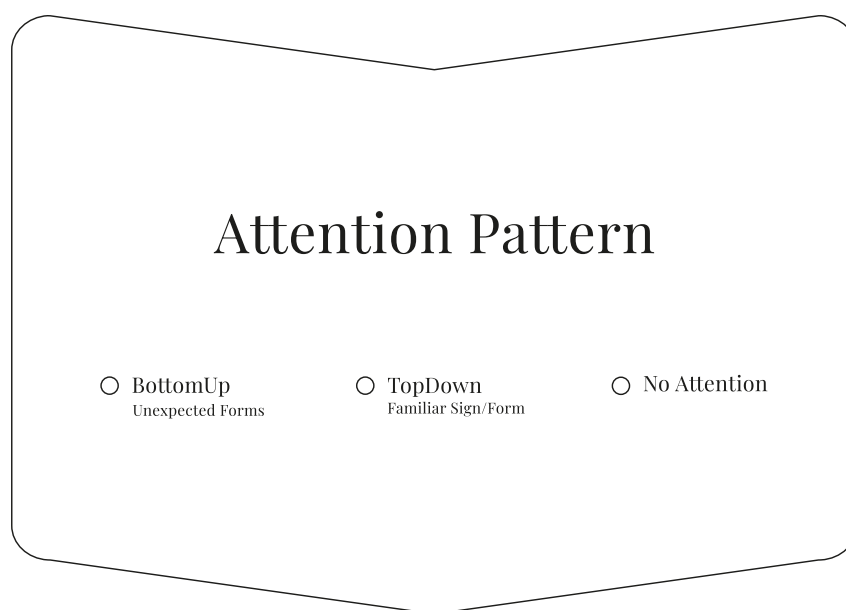 Attention Pattern
BottomUp
Unexpected Forms
TopDown
Familiar Sign/Form
No Attention